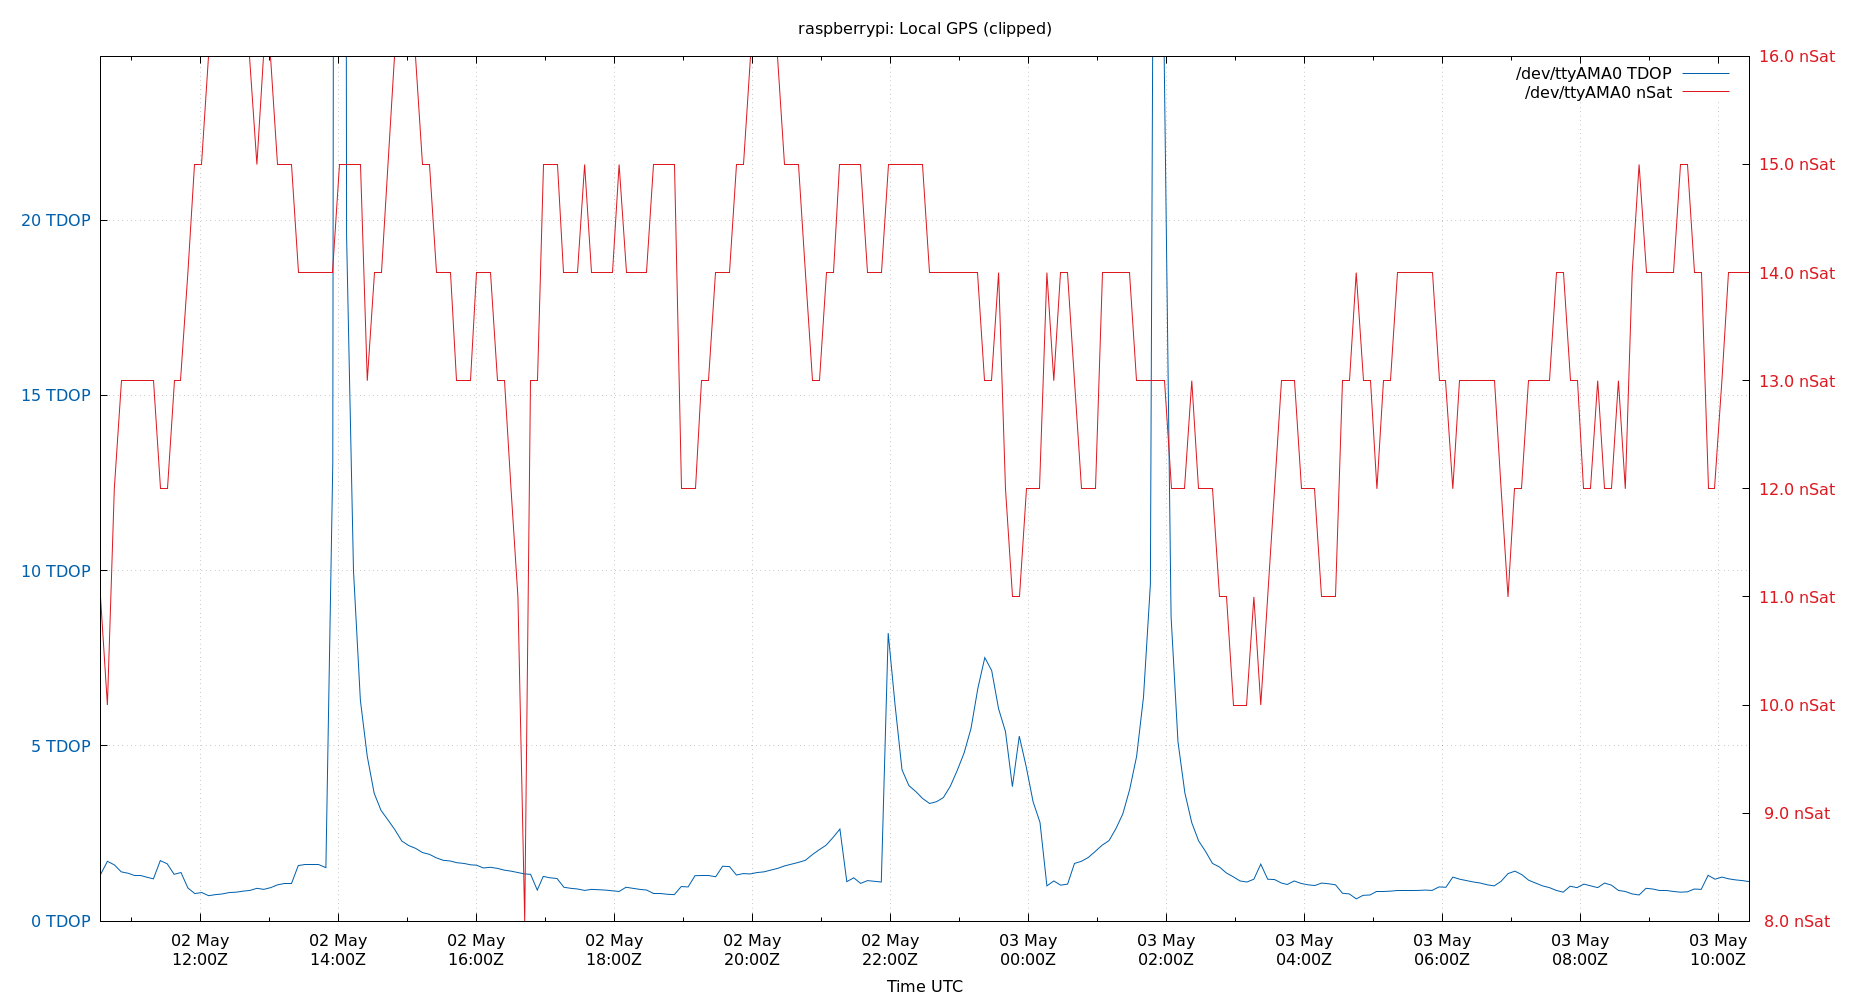 raspberrypi: Local GPS (clipped)
/dev/ttyAMA0 TDOP
/dev/ttyAMA0 nSat
20 TDOP
15 TDOP
10 TDOP
5 TDOP
0 TDOP
16.0 nSat
15.0 nSat
14.0 nSat
13.0 nSat
12.0 nSat
11.0 nSat
10.0 nSat
9.0 nSat
8.0 nSat
02 May 02 May 02 May 02 May 02 May 02 May 03 May 03 May 03 May 03 May 03 May 03 May
12:00Z 14:00Z 16:00Z 18:00Z 20:00Z 22:00Z 00:00Z 02:00Z 04:00Z 06:00Z 08:00Z 10:00Z
Time UTC